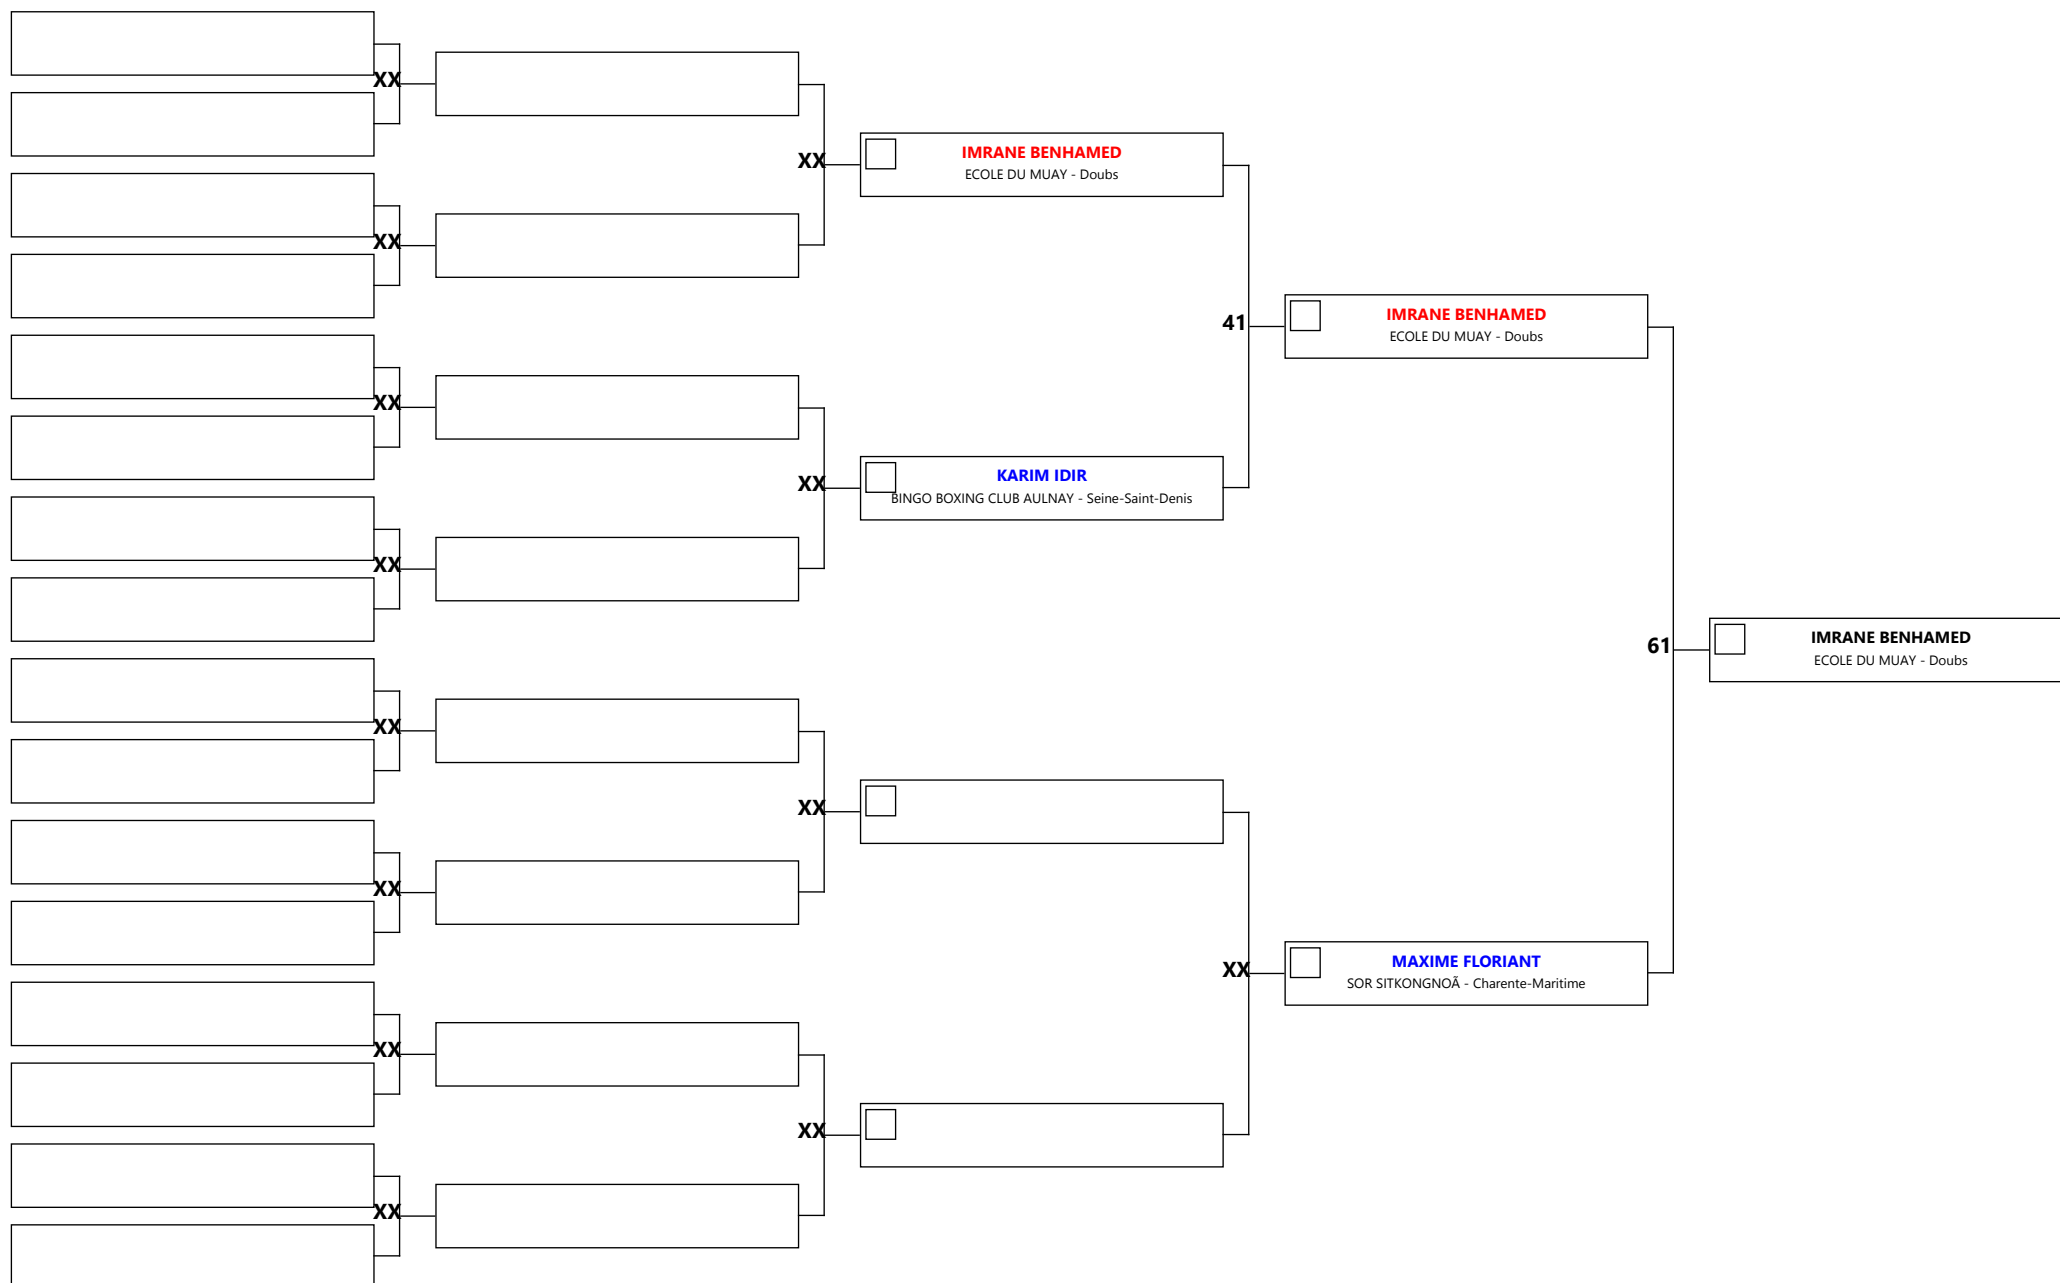 XX
XX
XX
XX
XX
XX
XX
XX
XX
XX
XX
XX
IMRANE BENHAMED
ECOLE DU MUAY - Doubs
KARIM IDIR
BINGO BOXING CLUB AULNAY - Seine-Saint-Denis
41
XX
IMRANE BENHAMED
ECOLE DU MUAY - Doubs
MAXIME FLORIANT
SOR SITKONGNOÃ - Charente-Maritime
61
IMRANE BENHAMED
ECOLE DU MUAY - Doubs